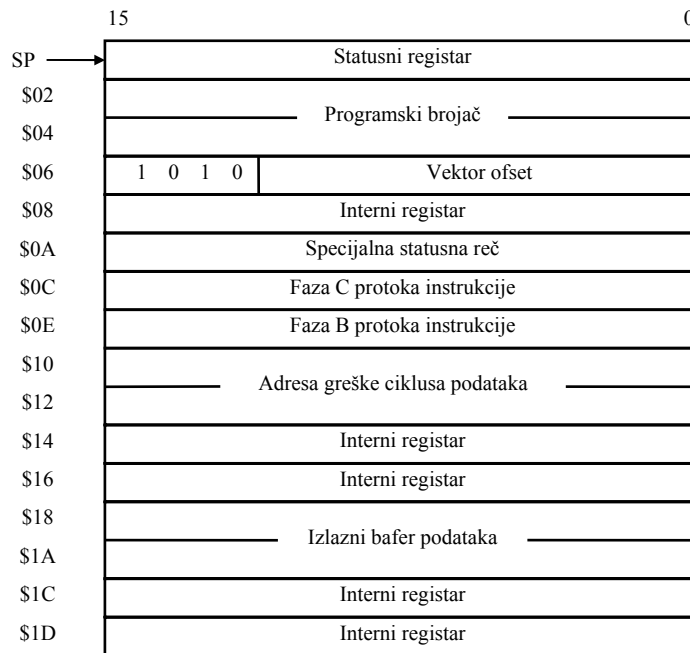 15 0
SP Statusni registar
$02
Programski brojač
$04
$06 1 0 1 0 Vektor ofset
$08 Interni registar
$0A Specijalna statusna reč
$0C Faza C protoka instrukcije
$0E Faza B protoka instrukcije
$10
Adresa greške ciklusa podataka
$12
$14 Interni registar
$16 Interni registar
$18
Izlazni bafer podataka
$1A
$1C Interni registar
$1D Interni registar